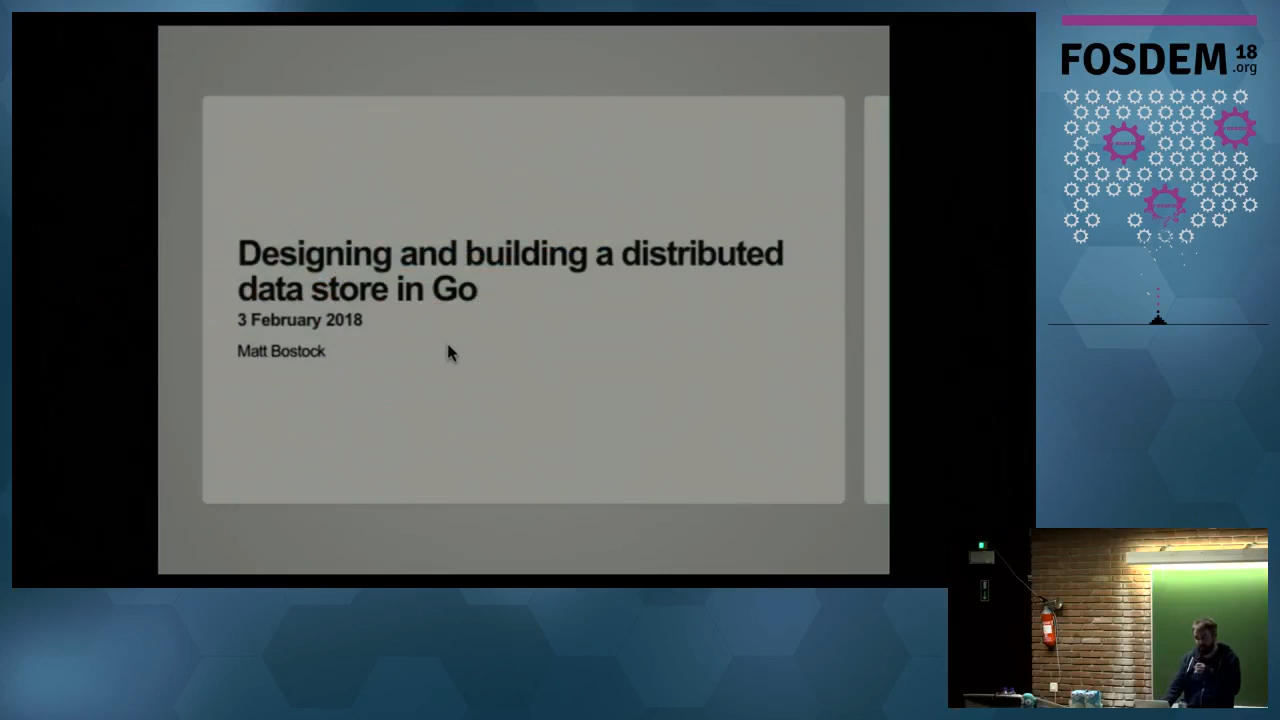 Designing and building a distributed
data store in Go
3 February 2018
Matt Bostock
FOSDEM 18
.org